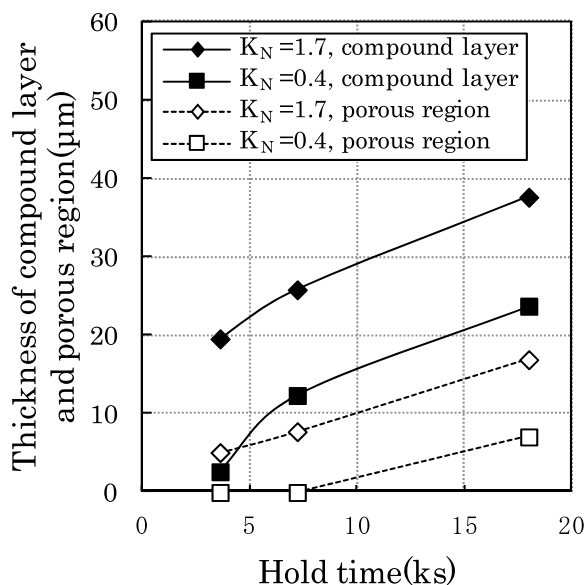 60
50
40
30
20
10
0
Thickness of compound layer
and porous region(μm)
K_N=1.7, compound layer
K_N=0.4, compound layer
K_N=1.7, porous region
K_N=0.4, porous region
0 5 10 15 20
Hold time(ks)